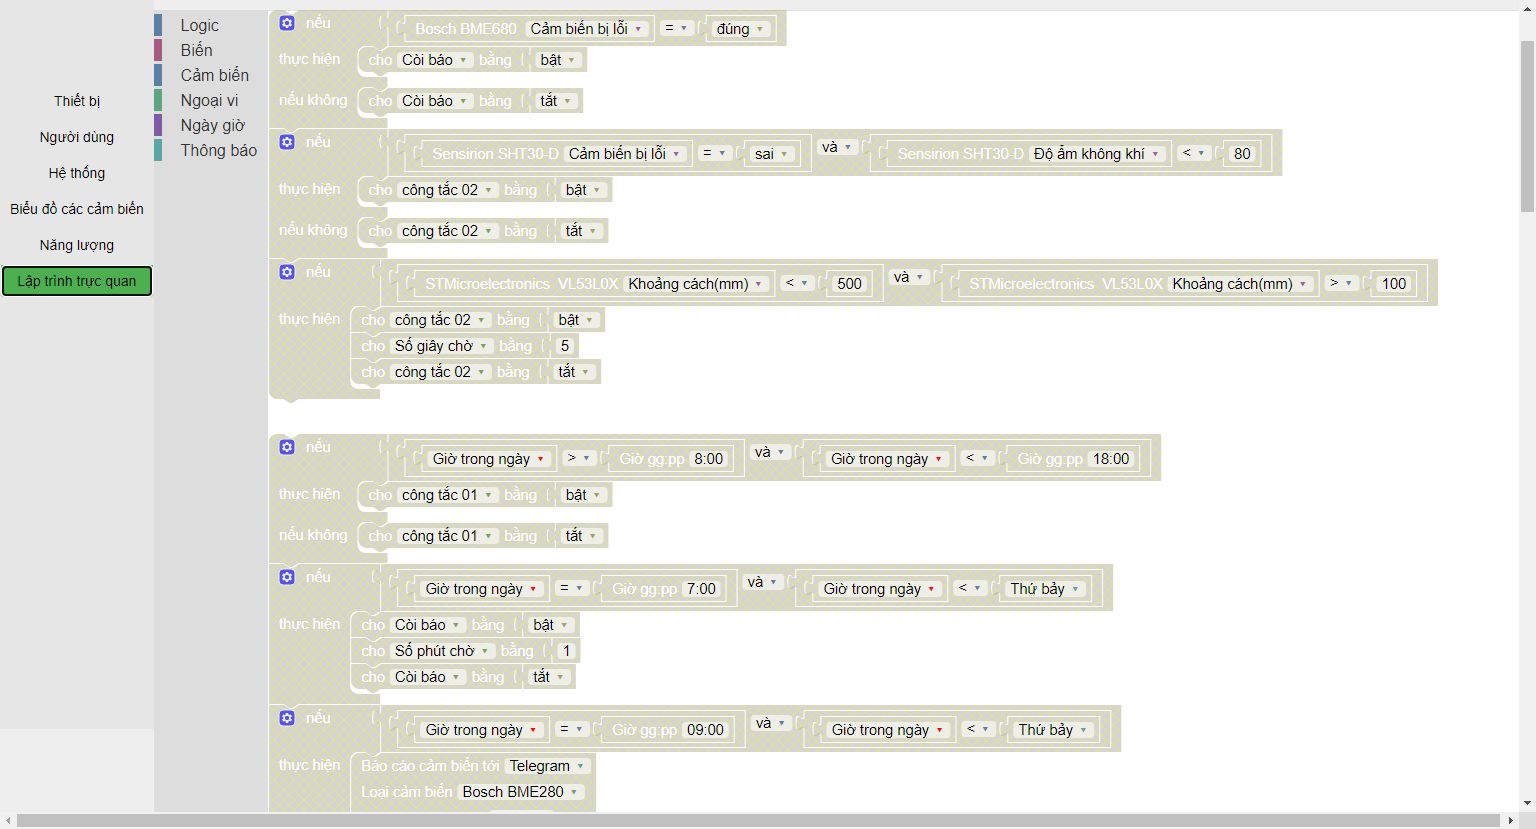 Thiết bị
Người dùng
Hệ thống
Biểu đồ các cảm biến
Năng lượng
Lập trình trực quan
Logic
Biến
Cảm biến
Ngoại vi
Ngày giờ
Thông báo
nếu Bosch BME680 Cảm biến bị lỗi = đúng
thực hiện cho Còi báo bằng bật
nếu không cho Còi báo bằng tắt
nếu Sensirion SHT30-D Cảm biến bị lỗi = sai và Sensirion SHT30-D Độ ẩm không khí < 80
thực hiện cho công tắc 02 bằng bật
nếu không cho công tắc 02 bằng tắt
nếu STMicroelectronics VL53L0X Khoảng cách(mm) < 500 và STMicroelectronics VL53L0X Khoảng cách(mm) > 100
thực hiện cho công tắc 02 bằng bật
cho Số giây chờ bằng 5
cho công tắc 02 bằng tắt
nếu Giờ trong ngày > Giờ gg:pp 8:00 và Giờ trong ngày < Giờ gg:pp 18:00
thực hiện cho công tắc 01 bằng bật
nếu không cho công tắc 01 bằng tắt
nếu Giờ trong ngày = Giờ gg:pp 7:00 và Giờ trong ngày < Thứ bảy
thực hiện cho Còi báo bằng bật
cho Số phút chờ bằng 1
cho Còi báo bằng tắt
nếu Giờ trong ngày = Giờ gg:pp 09:00 và Giờ trong ngày < Thứ bảy
thực hiện Báo cáo cảm biến tới Telegram
Loại cảm biến Bosch BME280